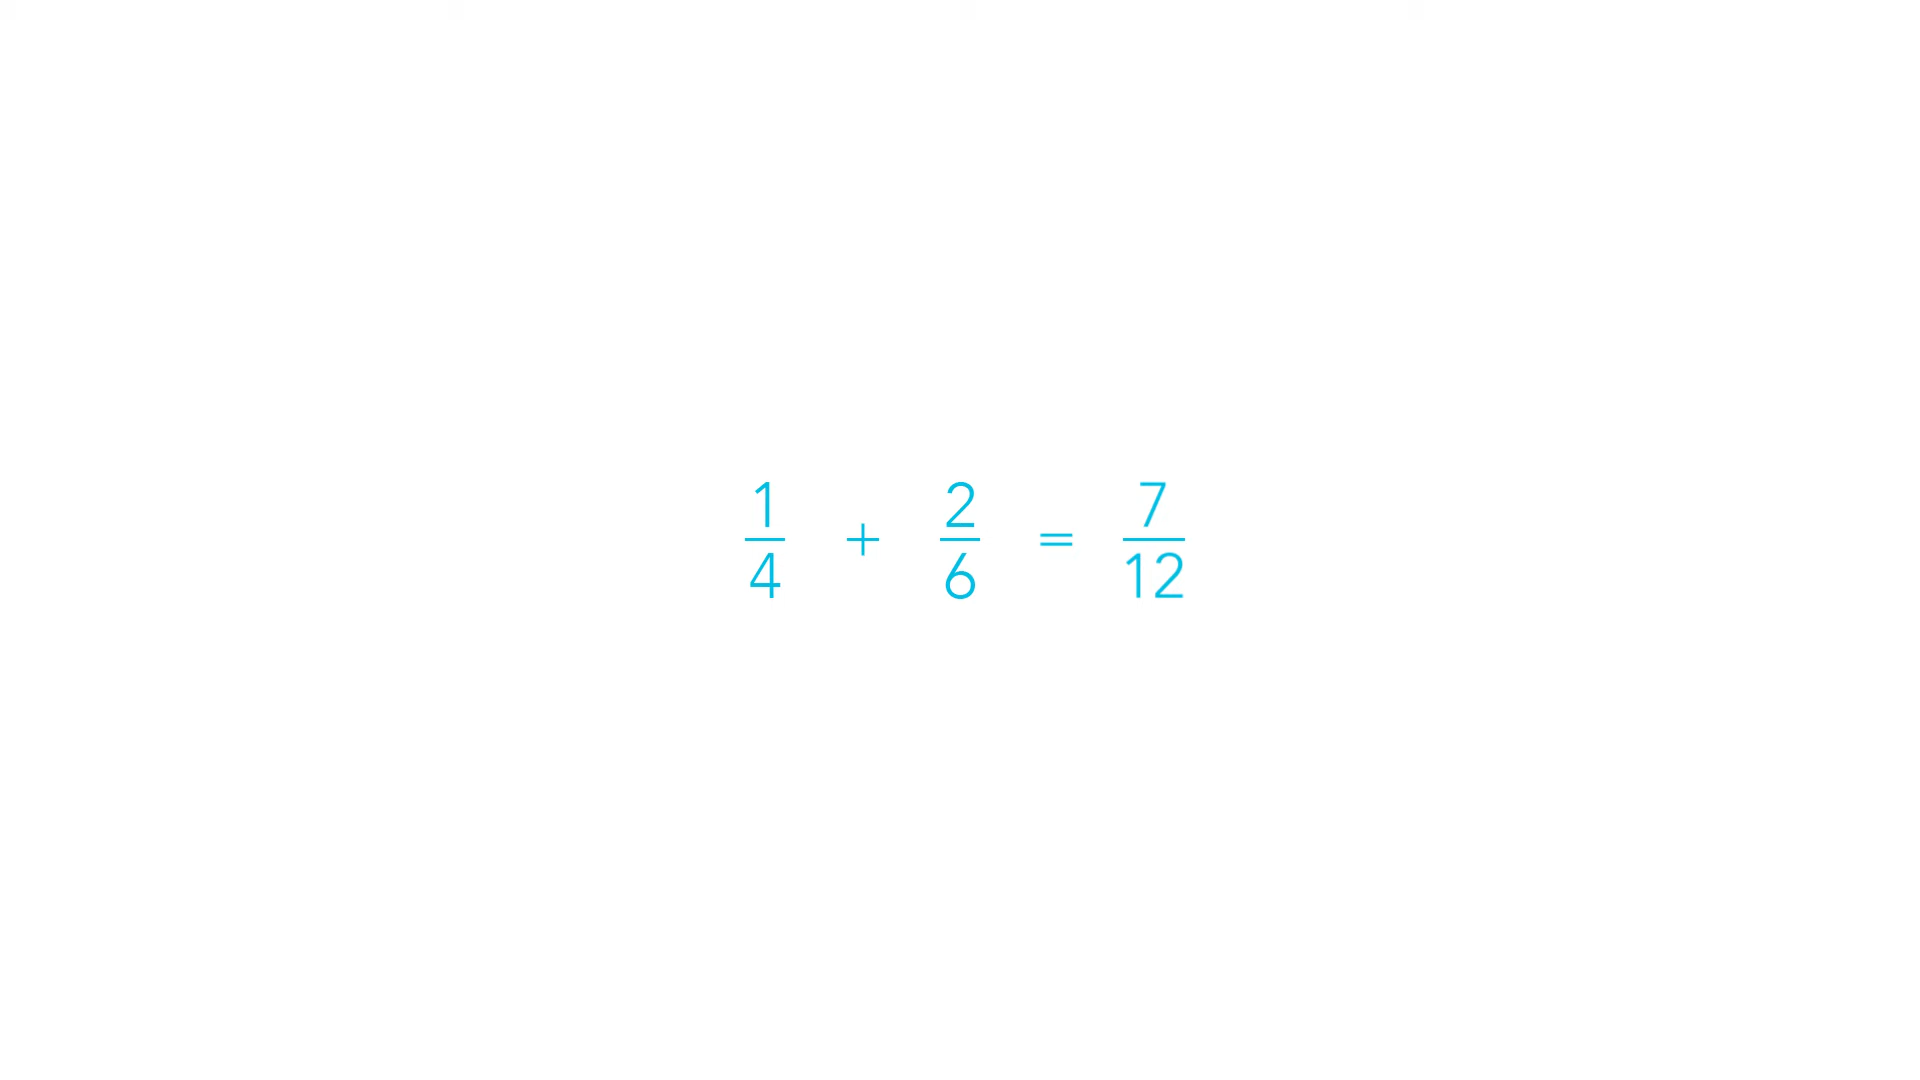 1/4 + 2/6 = 7/12